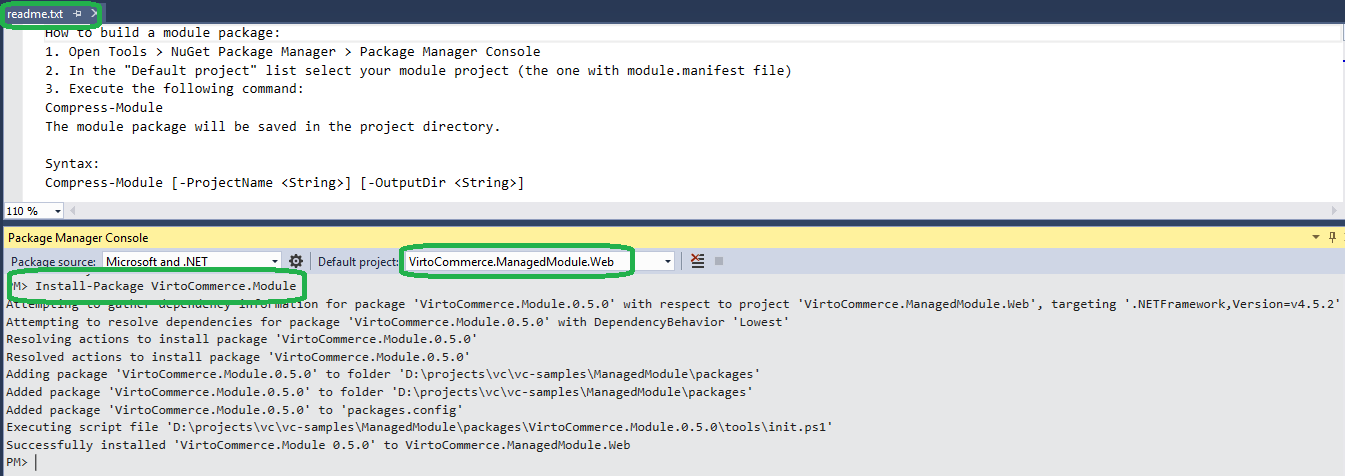 readme.txt
How to build a module package:
1. Open Tools > NuGet Package Manager > Package Manager Console
2. In the "Default project" list select your module project (the one with module.manifest file)
3. Execute the following command:
Compress-Module
The module package will be saved in the project directory.
Syntax:
Compress-Module [-ProjectName <String>] [-OutputDir <String>]
110 %
Package Manager Console
Package source: Microsoft and .NET Default project: VirtoCommerce.ManagedModule.Web
PM> Install-Package VirtoCommerce.Module
Attempting to gather dependency information for package 'VirtoCommerce.Module.0.5.0' with respect to project 'VirtoCommerce.ManagedModule.Web', targeting '.NETFramework,Version=v4.5.2'
Attempting to resolve dependencies for package 'VirtoCommerce.Module.0.5.0' with DependencyBehavior 'Lowest'
Resolving actions to install package 'VirtoCommerce.Module.0.5.0'
Resolved actions to install package 'VirtoCommerce.Module.0.5.0'
Adding package 'VirtoCommerce.Module.0.5.0' to folder 'D:\projects\vc\vc-samples\ManagedModule\packages'
Added package 'VirtoCommerce.Module.0.5.0' to folder 'D:\projects\vc\vc-samples\ManagedModule\packages'
Added package 'VirtoCommerce.Module.0.5.0' to 'packages.config'
Executing script file 'D:\projects\vc\vc-samples\ManagedModule\packages\VirtoCommerce.Module.0.5.0\tools\init.ps1'
Successfully installed 'VirtoCommerce.Module 0.5.0' to VirtoCommerce.ManagedModule.Web
PM>